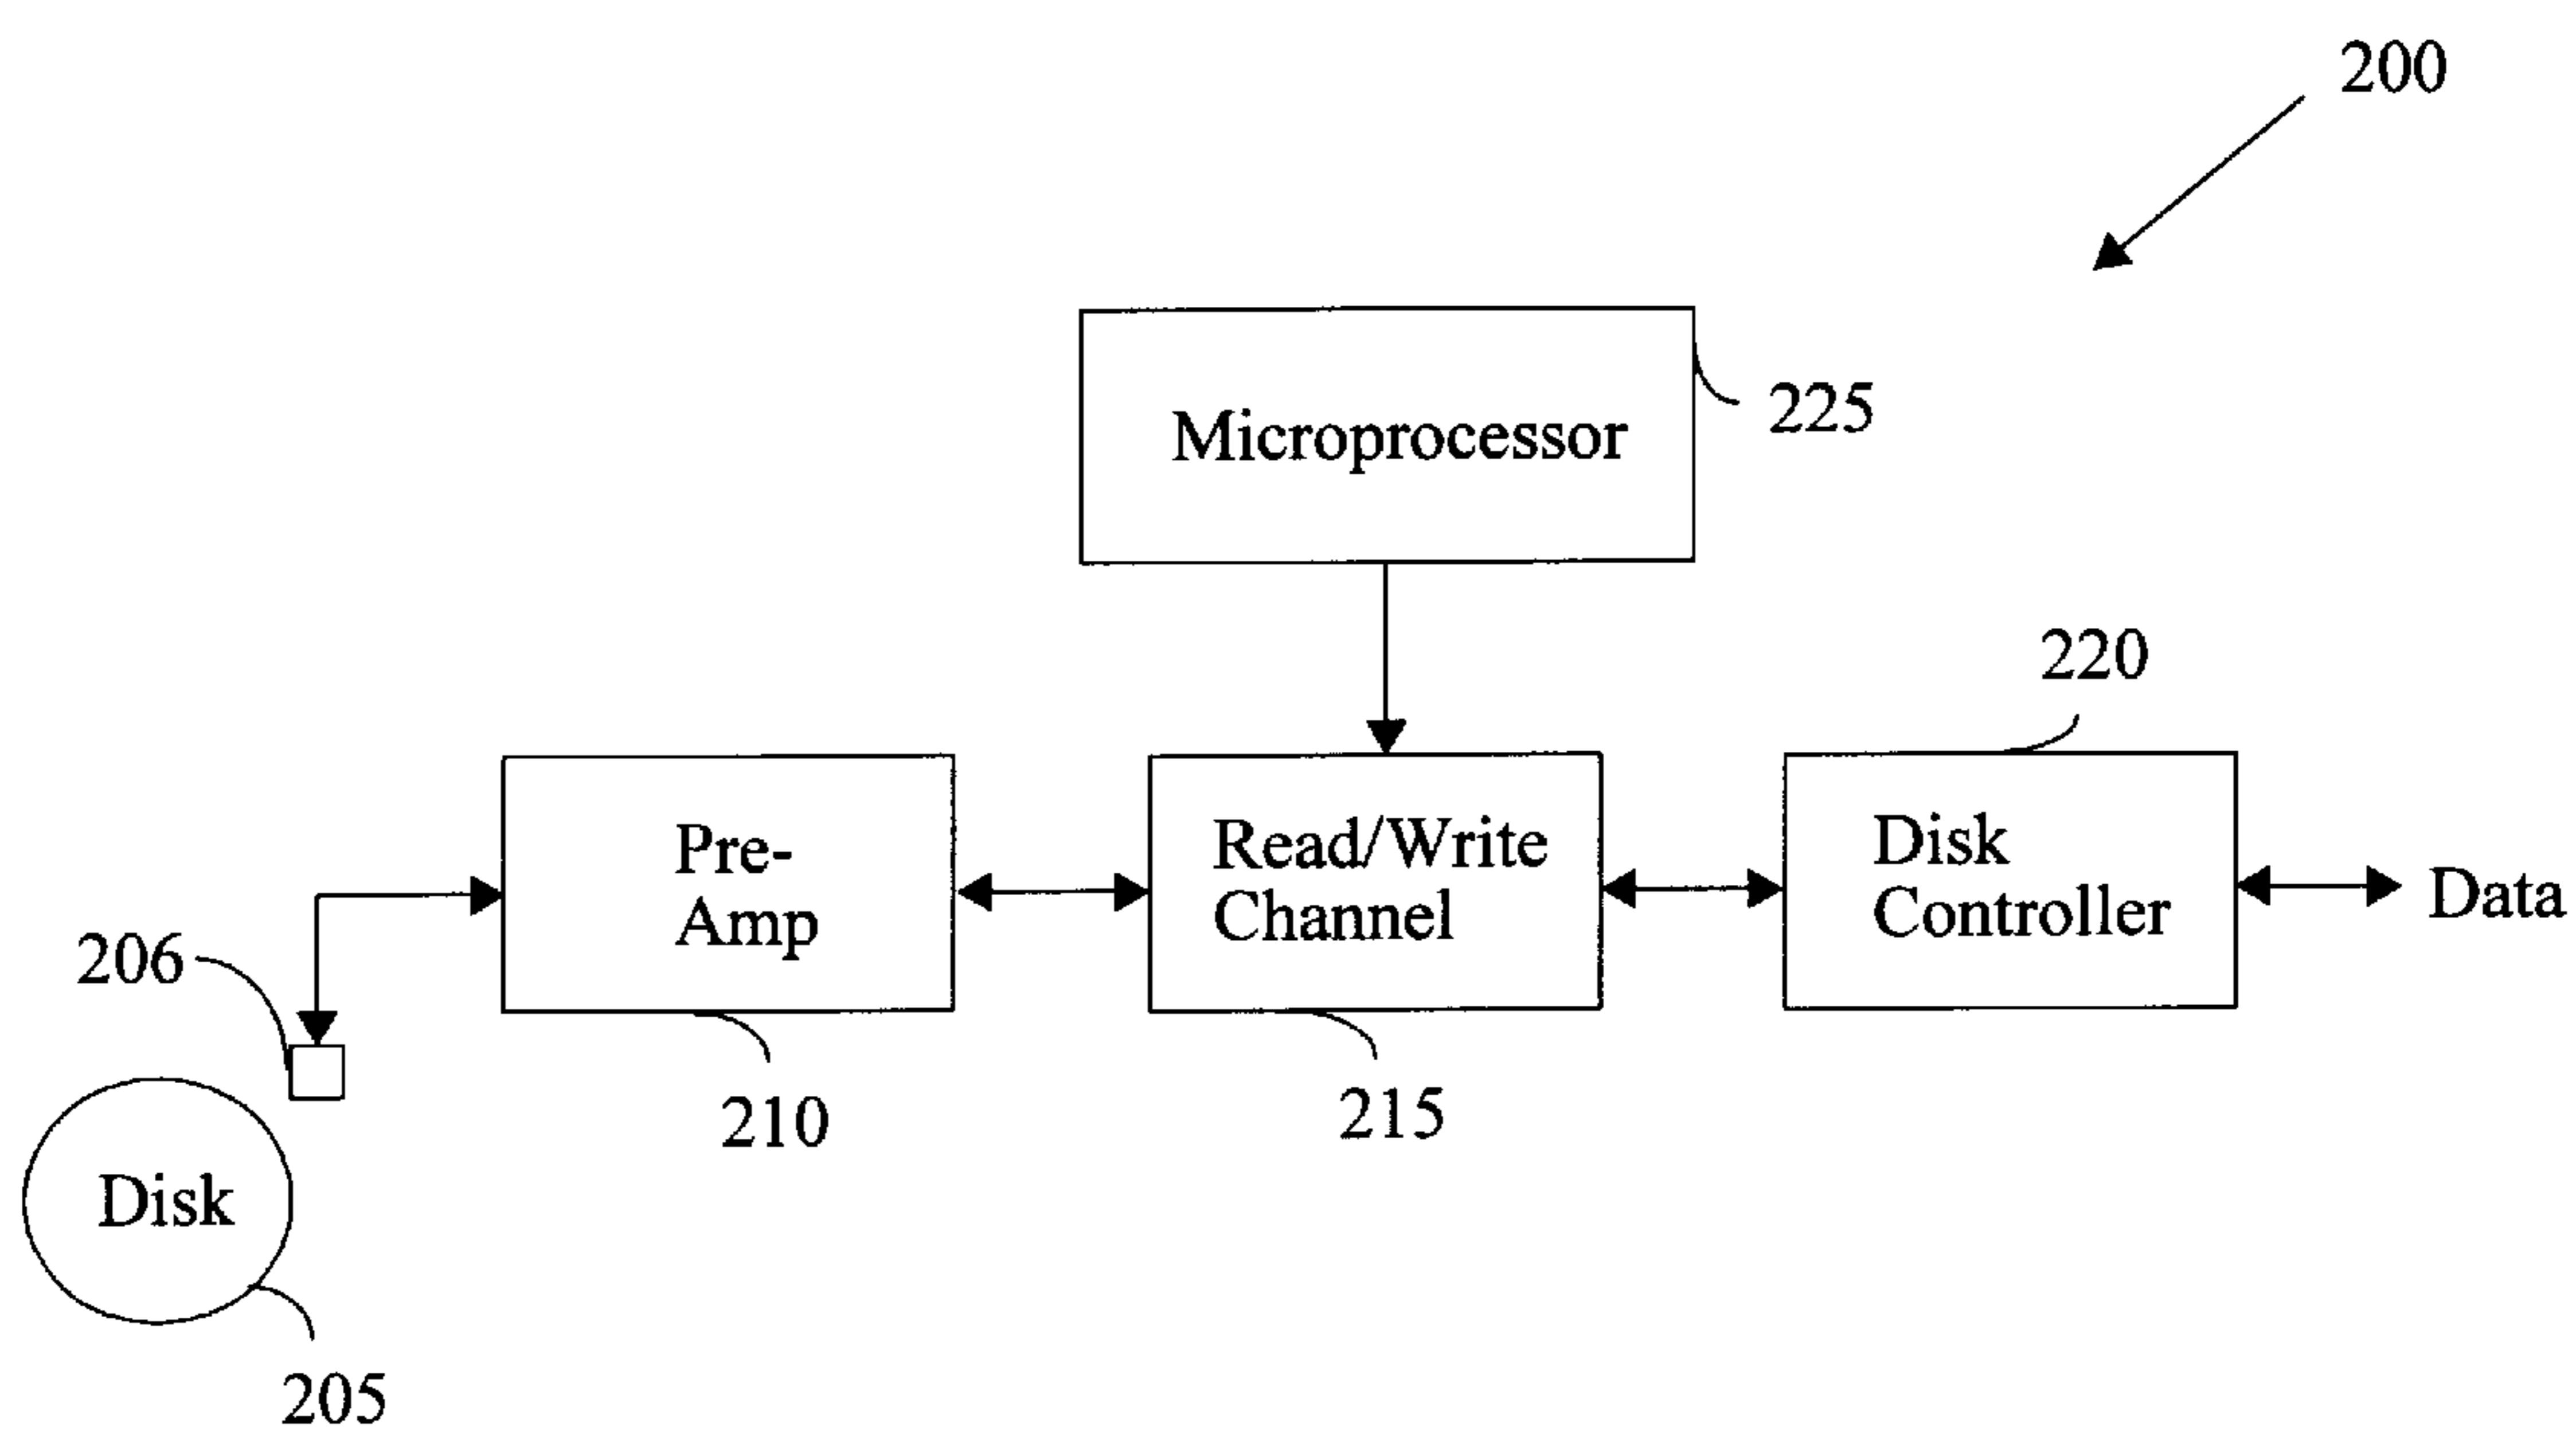 200
Microprocessor
225
220
Pre-
Amp
Read/Write
Channel
Disk
Controller
Data
206
210
215
Disk
205